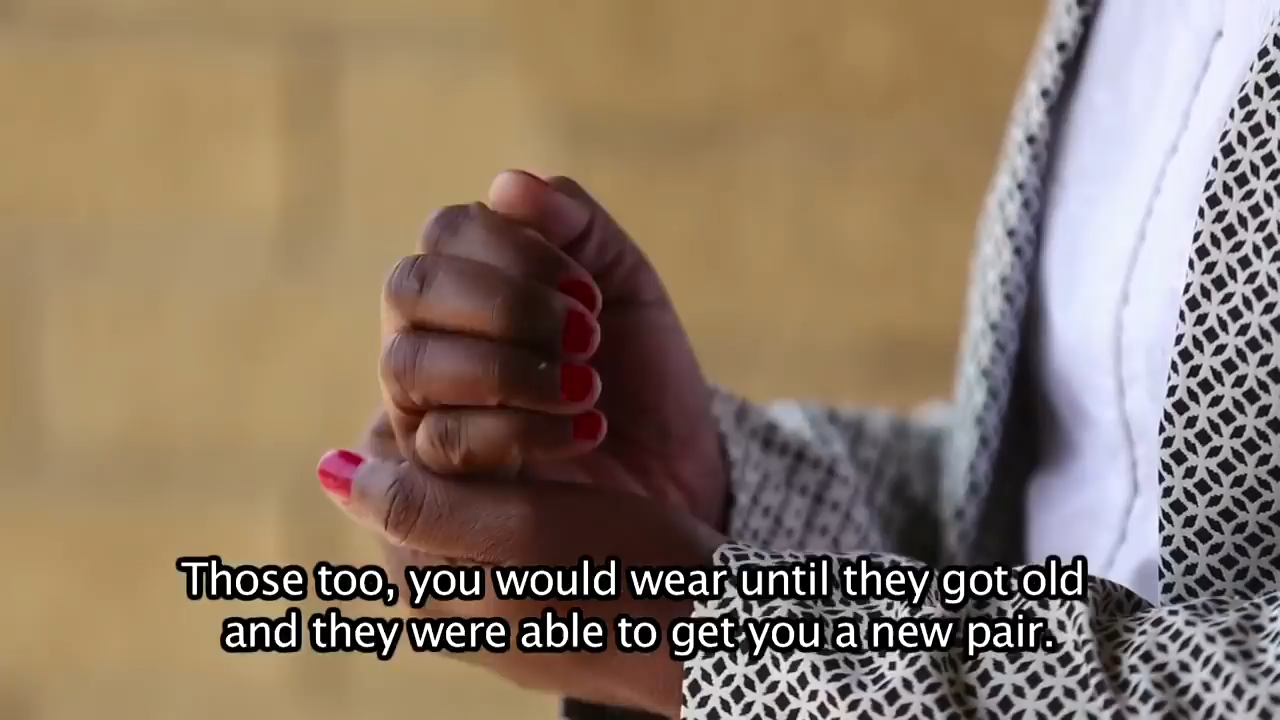 Those too, you would wear until they got old
and they were able to get you a new pair.